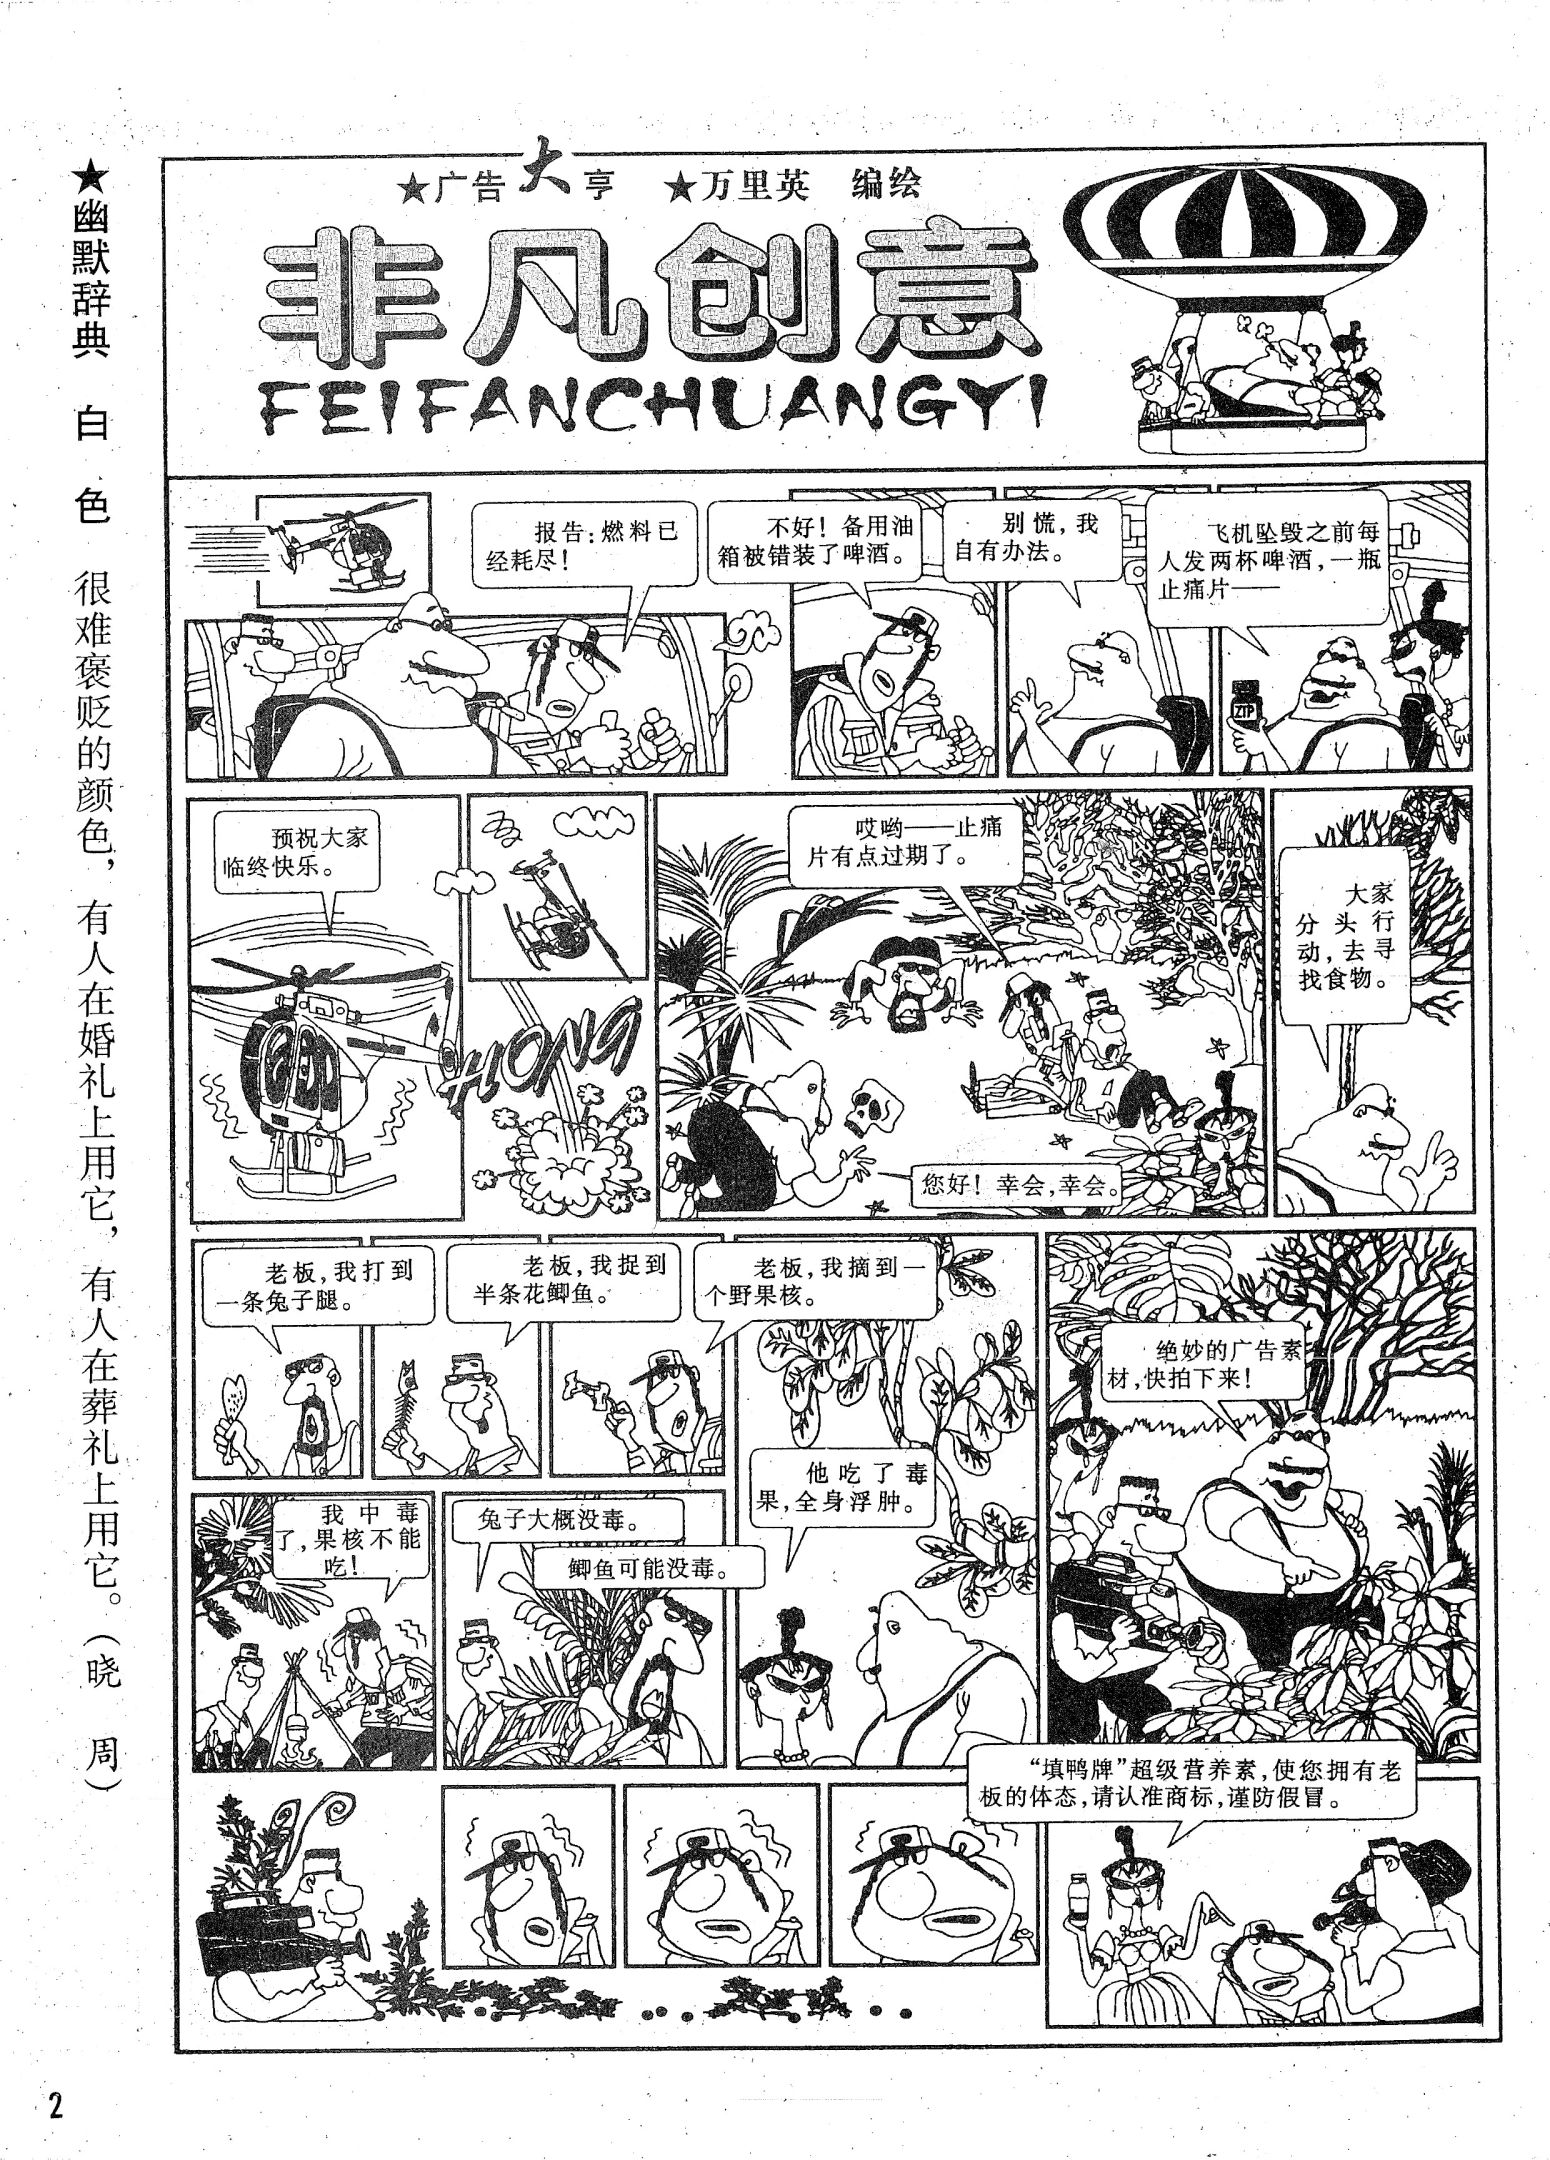 ★广告大亨 ★万里英 编绘
非凡创意
FEIFANCHUANGYI
报告：燃料已
经耗尽！
不好！备用油
箱被错装了啤酒。
别慌，我
自有办法。
飞机坠毁之前每
人发两杯啤酒，一瓶
止痛片——
ZIP
预祝大家
临终快乐。
HONG
哎哟——止痛
片有点过期了。
您好！幸会，幸会。
大家
分头行
动，去寻
找食物。
老板，我打到
一条兔子腿。
老板，我捉到
半条花鲫鱼。
老板，我摘到一
个野果核。
我中毒
了，果核不能
吃！
兔子大概没毒。
鲫鱼可能没毒。
他吃了毒
果，全身浮肿。
绝妙的广告素
材，快拍下来！
“填鸭牌”超级营养素，使您拥有老
板的体态，请认准商标，谨防假冒。
★幽默辞典 白 色 很难褒贬的颜色，有人在婚礼上用它，有人在葬礼上用它。（晓 周）
2